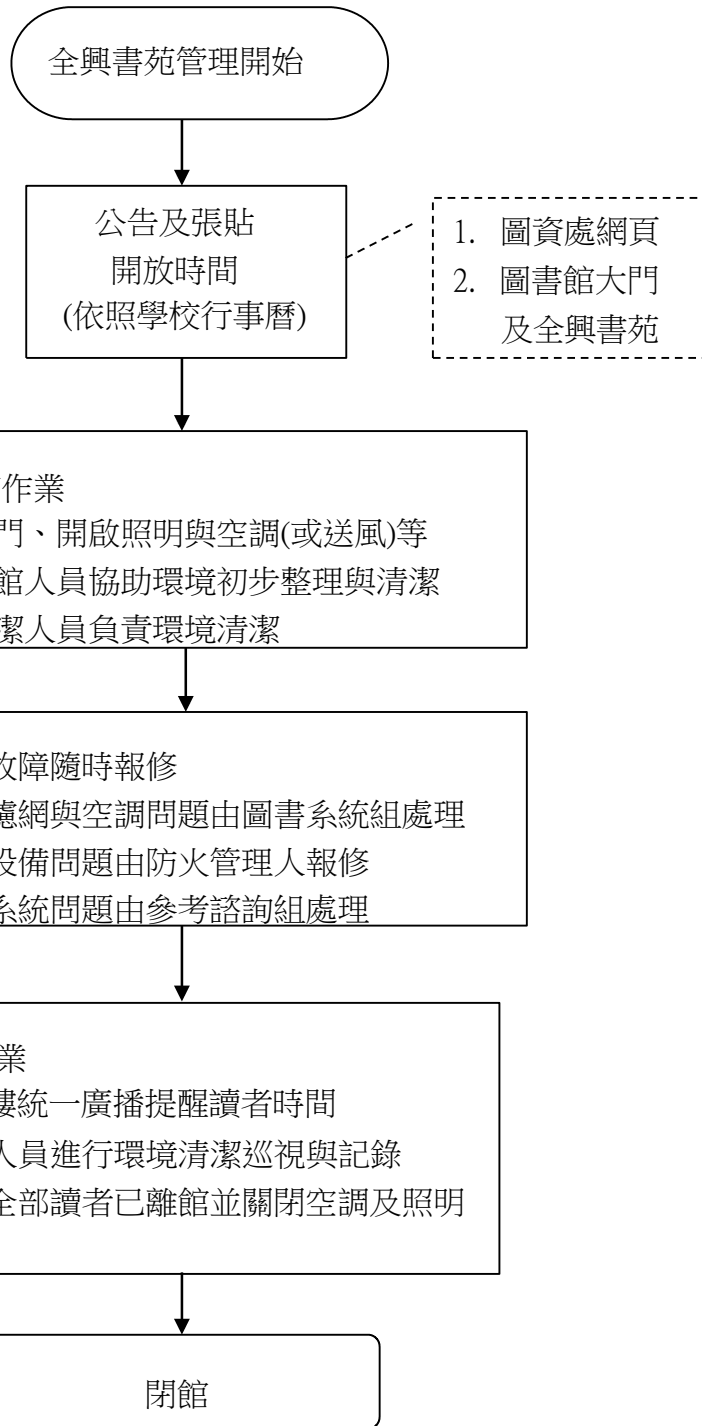 全興書苑管理開始
公告及張貼
開放時間
(依照學校行事曆)
1. 圖資處網頁
2. 圖書館大門
及全興書苑
作業
門、開啟照明與空調(或送風)等
館人員協助環境初步整理與清潔
潔人員負責環境清潔
故障隨時報修
濾網與空調問題由圖書系統組處理
設備問題由防火管理人報修
系統問題由參考諮詢組處理
業
樓統一廣播提醒讀者時間
人員進行環境清潔巡視與記錄
全部讀者已離館並關閉空調及照明
閉館